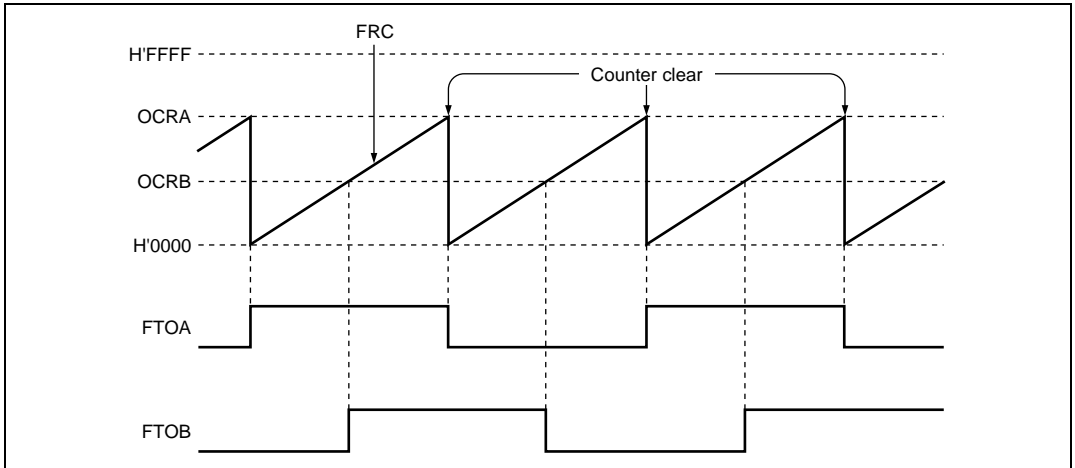 FRC
H'FFFF
Counter clear
OCRA
OCRB
H'0000
FTOA
FTOB